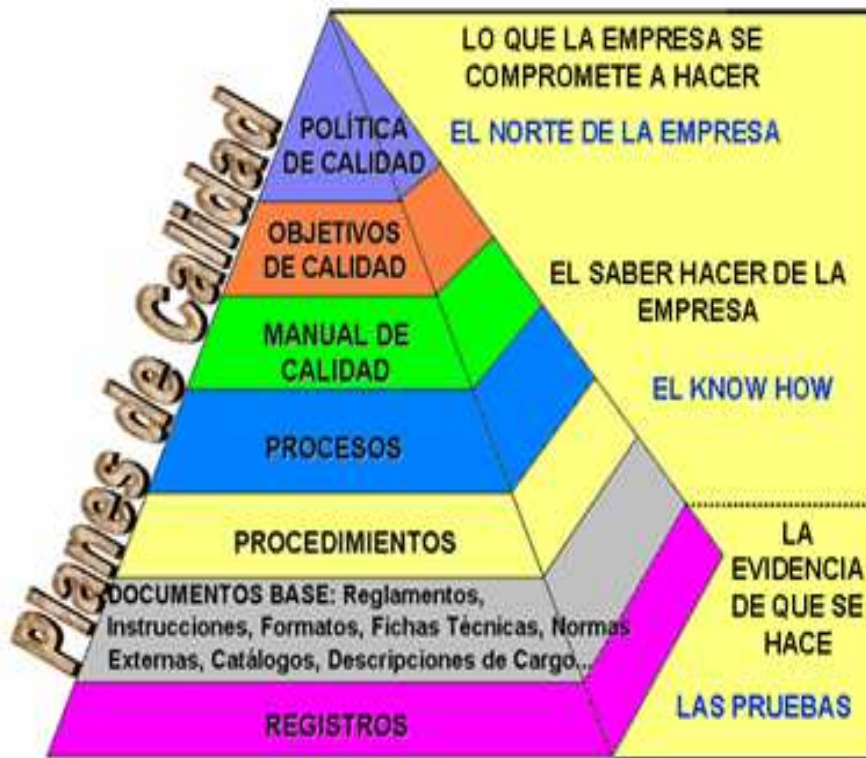 Planes de Calidad
POLÍTICA
DE CALIDAD
OBJETIVOS
DE CALIDAD
MANUAL DE
CALIDAD
PROCESOS
PROCEDIMIENTOS
DOCUMENTOS BASE: Reglamentos,
Instrucciones, Formatos, Fichas Técnicas, Normas
Externas, Catálogos, Descripciones de Cargo...
REGISTROS
LO QUE LA EMPRESA SE
COMPROMETE A HACER
EL NORTE DE LA EMPRESA
EL SABER HACER DE LA
EMPRESA
EL KNOW HOW
LA
EVIDENCIA
DE QUE SE
HACE
LAS PRUEBAS